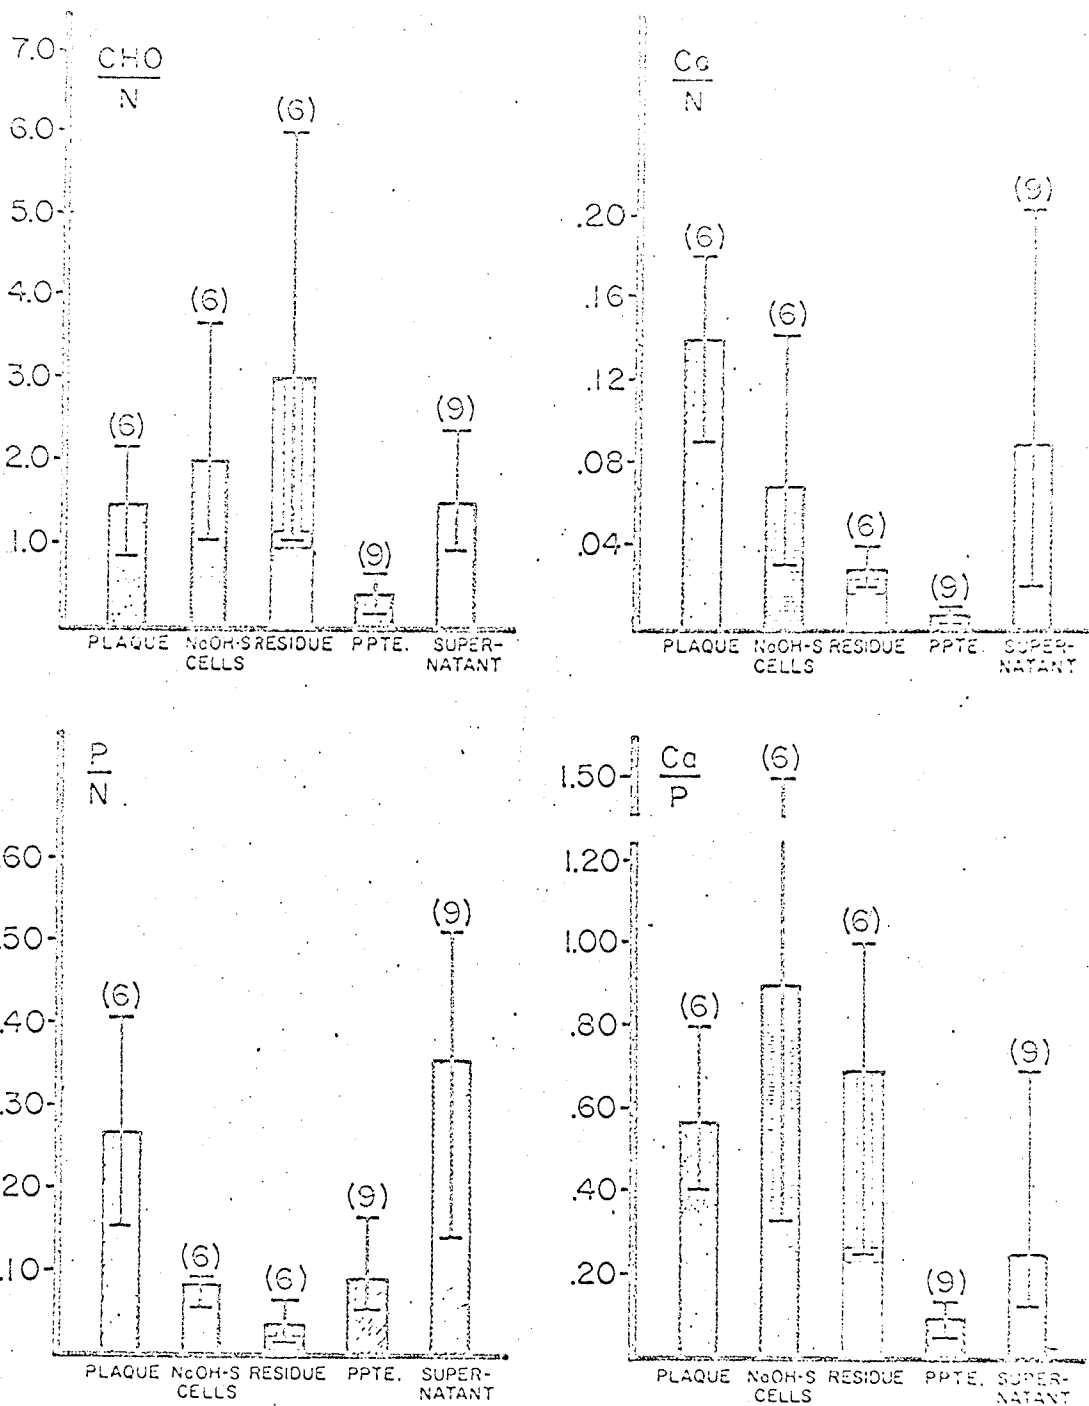 CHO
N
7.0
6.0
5.0
4.0
3.0
2.0
1.0
(6)
(6)
(6)
(9)
(9)
PLAQUE NaOH-S RESIDUE PPTE. SUPER-
CELLS NATANT
Ca
N
.20
.16
.12
.08
.04
(6)
(6)
(6)
(9)
(9)
PLAQUE NaOH-S RESIDUE PPTE. SUPER-
CELLS NATANT
P
N
.60
.50
.40
.30
.20
.10
(6)
(6)
(6)
(9)
(9)
PLAQUE NaOH-S RESIDUE PPTE. SUPER-
CELLS NATANT
Ca
P
1.50
1.20
1.00
.80
.60
.40
.20
(6)
(6)
(6)
(9)
(9)
PLAQUE NaOH-S RESIDUE PPTE. SUPER-
CELLS NATANT